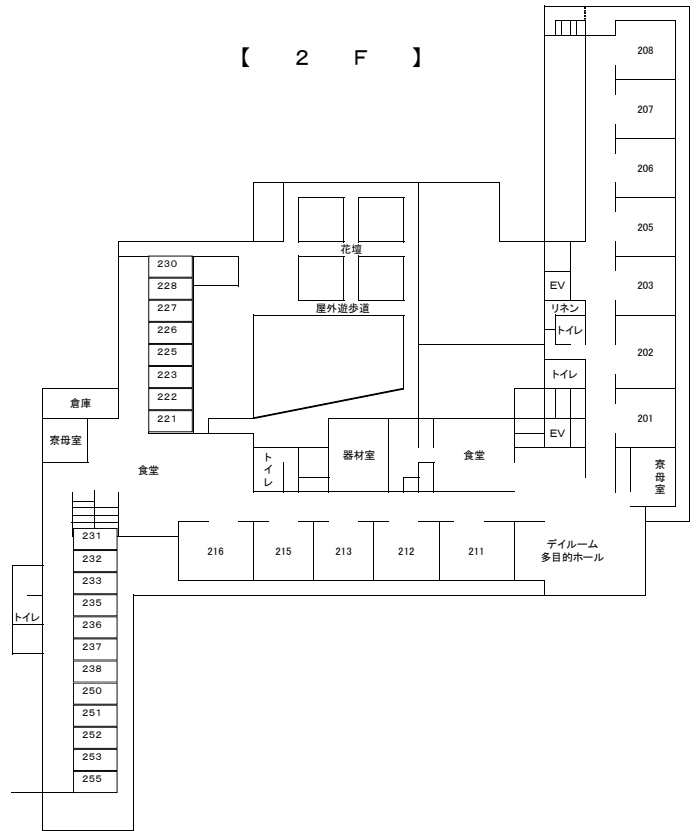 【 2 F 】
208
207
206
205
203
202
201
花壇
屋外遊歩道
EV
リネン
トイレ
トイレ
EV
230
228
227
226
225
223
222
221
倉庫
寮母室
食堂
トイレ
器材室
食堂
寮母室
216
215
213
212
211
デイルーム
多目的ホール
231
232
233
235
236
237
238
250
251
252
253
255
トイレ